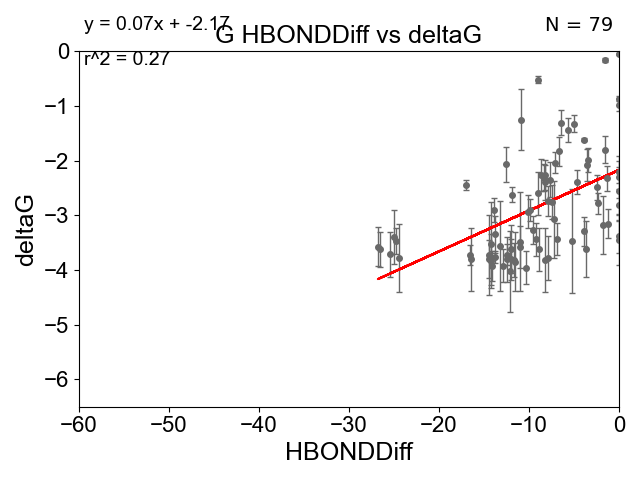 y = 0.07x + -2.17
N = 79
G HBONDDiff vs deltaG
r^2 = 0.27
0
−1
−2
−3
−4
−5
−6
deltaG
−60 −50 −40 −30 −20 −10 0
HBONDDiff